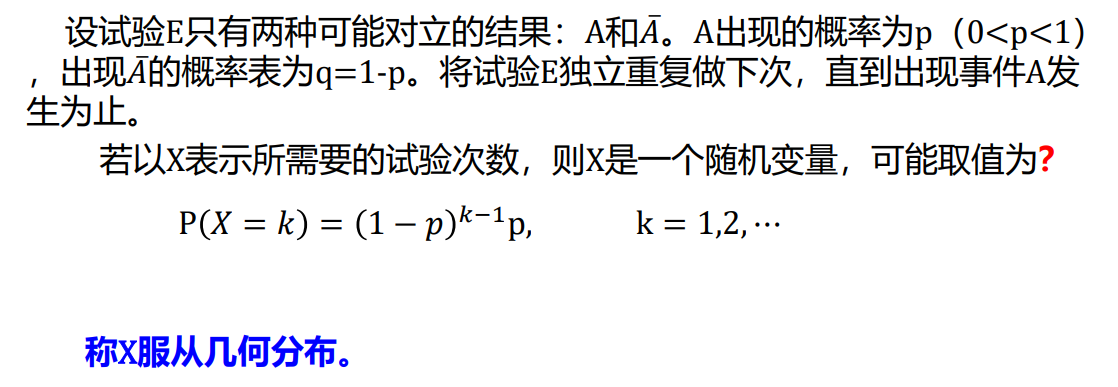 设试验E只有两种可能对立的结果：A和Ā。A出现的概率为p（0<p<1）
，出现Ā的概率表为q=1-p。将试验E独立重复做下次，直到出现事件A发
生为止。
若以X表示所需要的试验次数，则X是一个随机变量，可能取值为?
P(X = k) = (1 − p)^{k−1}p, k = 1,2,⋯
称X服从几何分布。